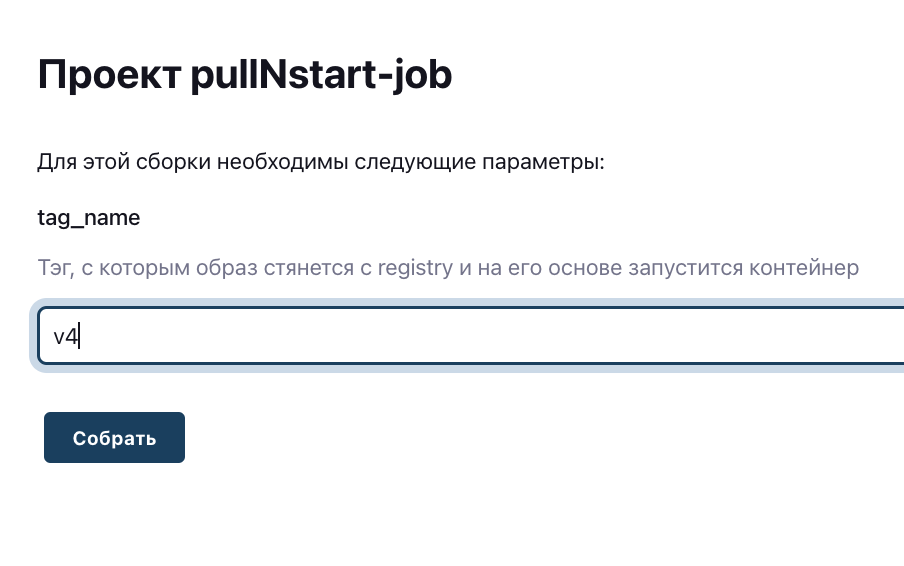 Проект pullNstart-job
Для этой сборки необходимы следующие параметры:
tag_name
Тэг, с которым образ стянется с registry и на его основе запустится контейнер
v4
Собрать